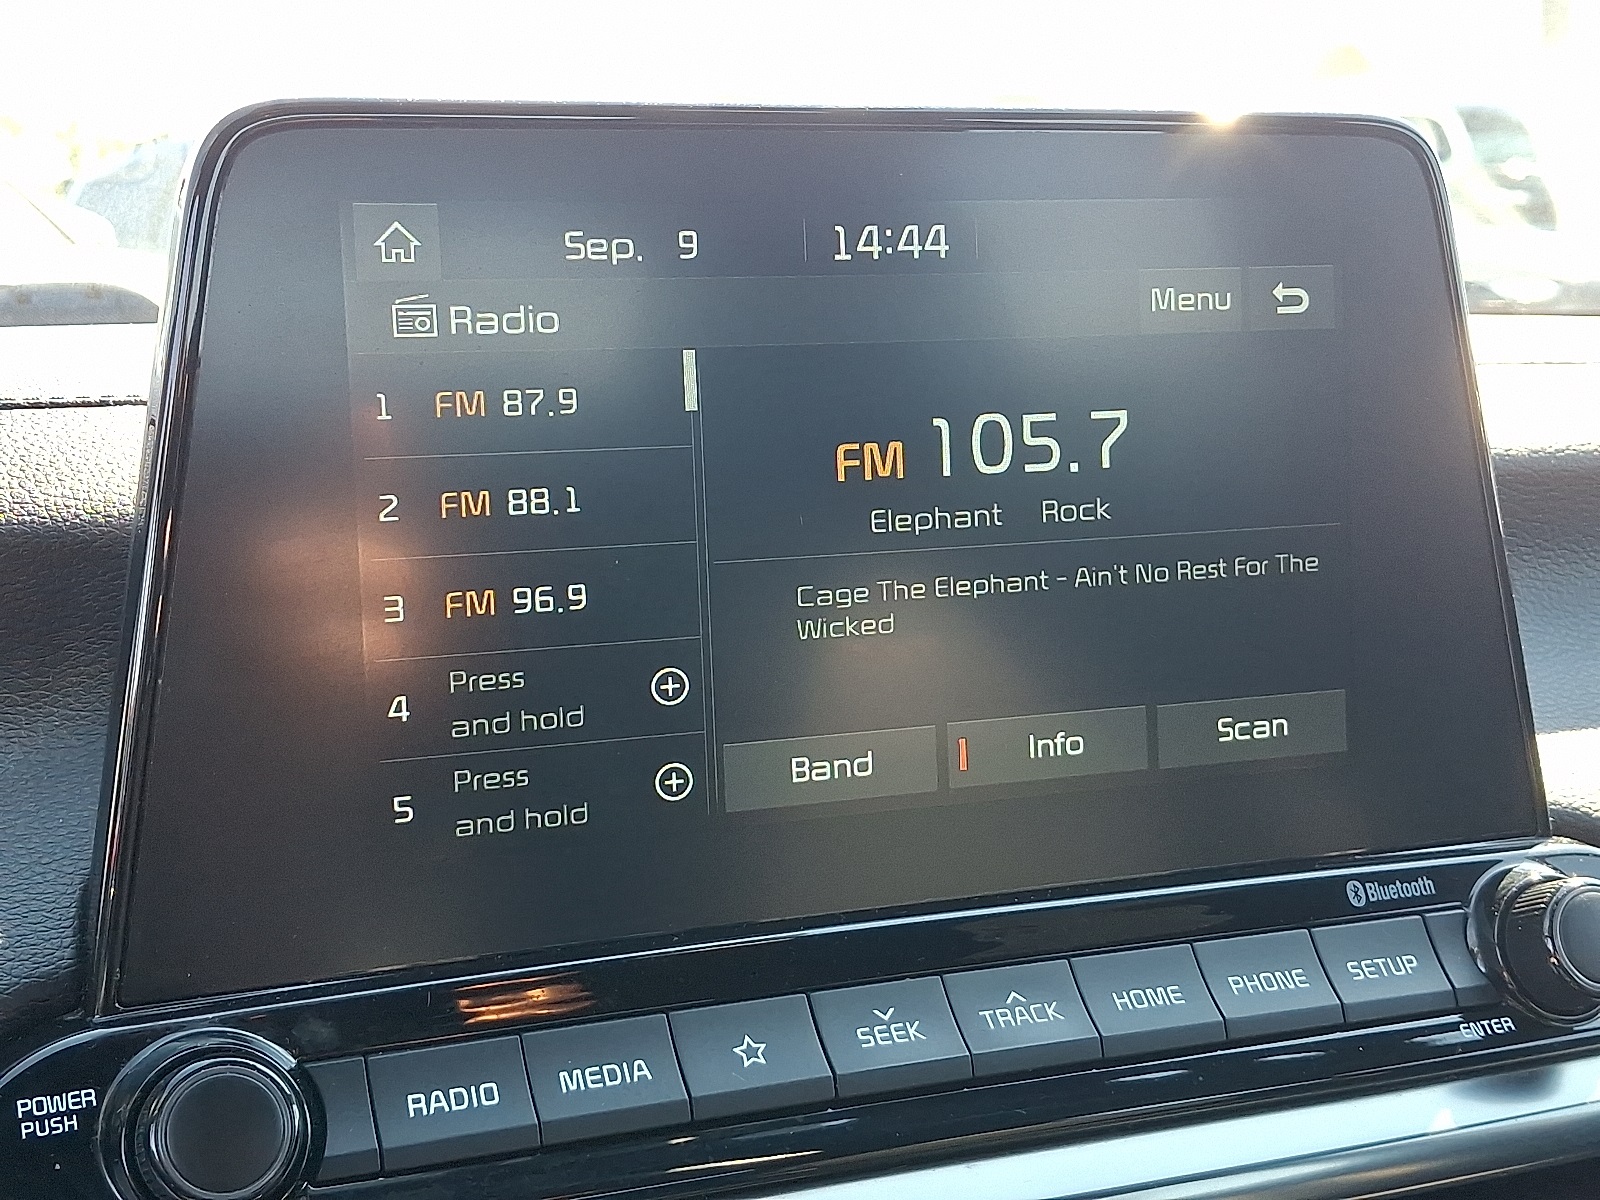 Sep. 9 14:44
Radio
Menu
1 FM 87.9
2 FM 88.1
3 FM 96.9
4 Press
and hold
5 Press
and hold
FM 105.7
Elephant Rock
Cage The Elephant - Ain't No Rest For The
Wicked
Band Info Scan
Bluetooth
POWER
PUSH
RADIO MEDIA SEEK TRACK HOME PHONE SETUP
ENTER